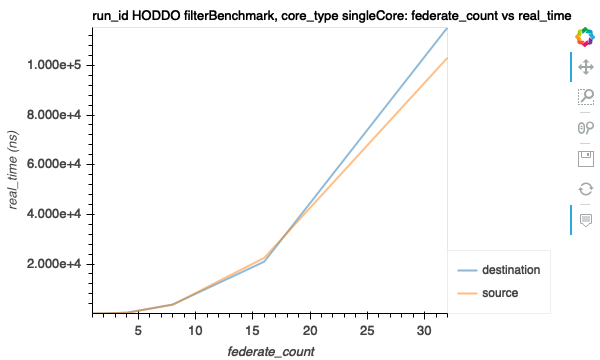 run_id HODDO filterBenchmark, core_type singleCore: federate_count vs real_time
real_time (ns)
1.000e+5
8.000e+4
6.000e+4
4.000e+4
2.000e+4
5 10 15 20 25 30
federate_count
destination
source